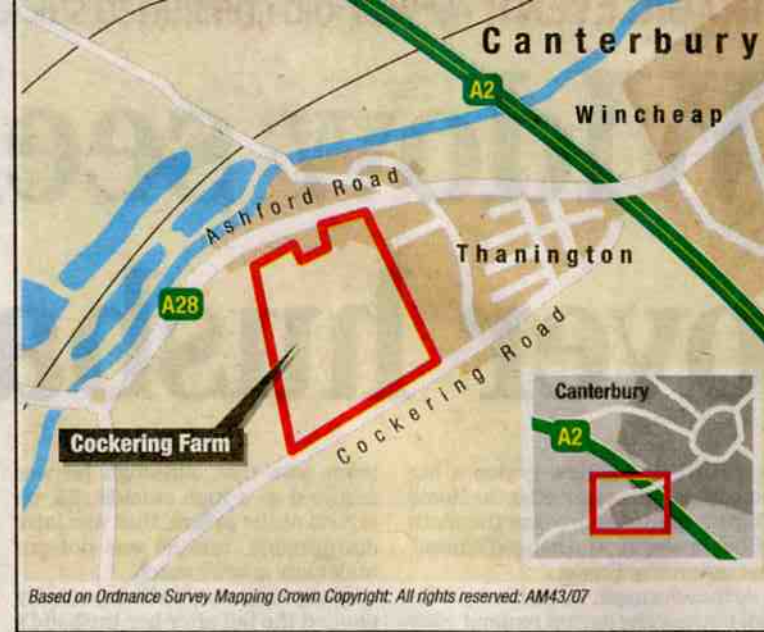 Canterbury
A2
Wincheap
Ashford Road
Thanington
A28
Cockering Road
Cockering Farm
Canterbury
A2
Based on Ordnance Survey Mapping Crown Copyright: All rights reserved: AM43/07